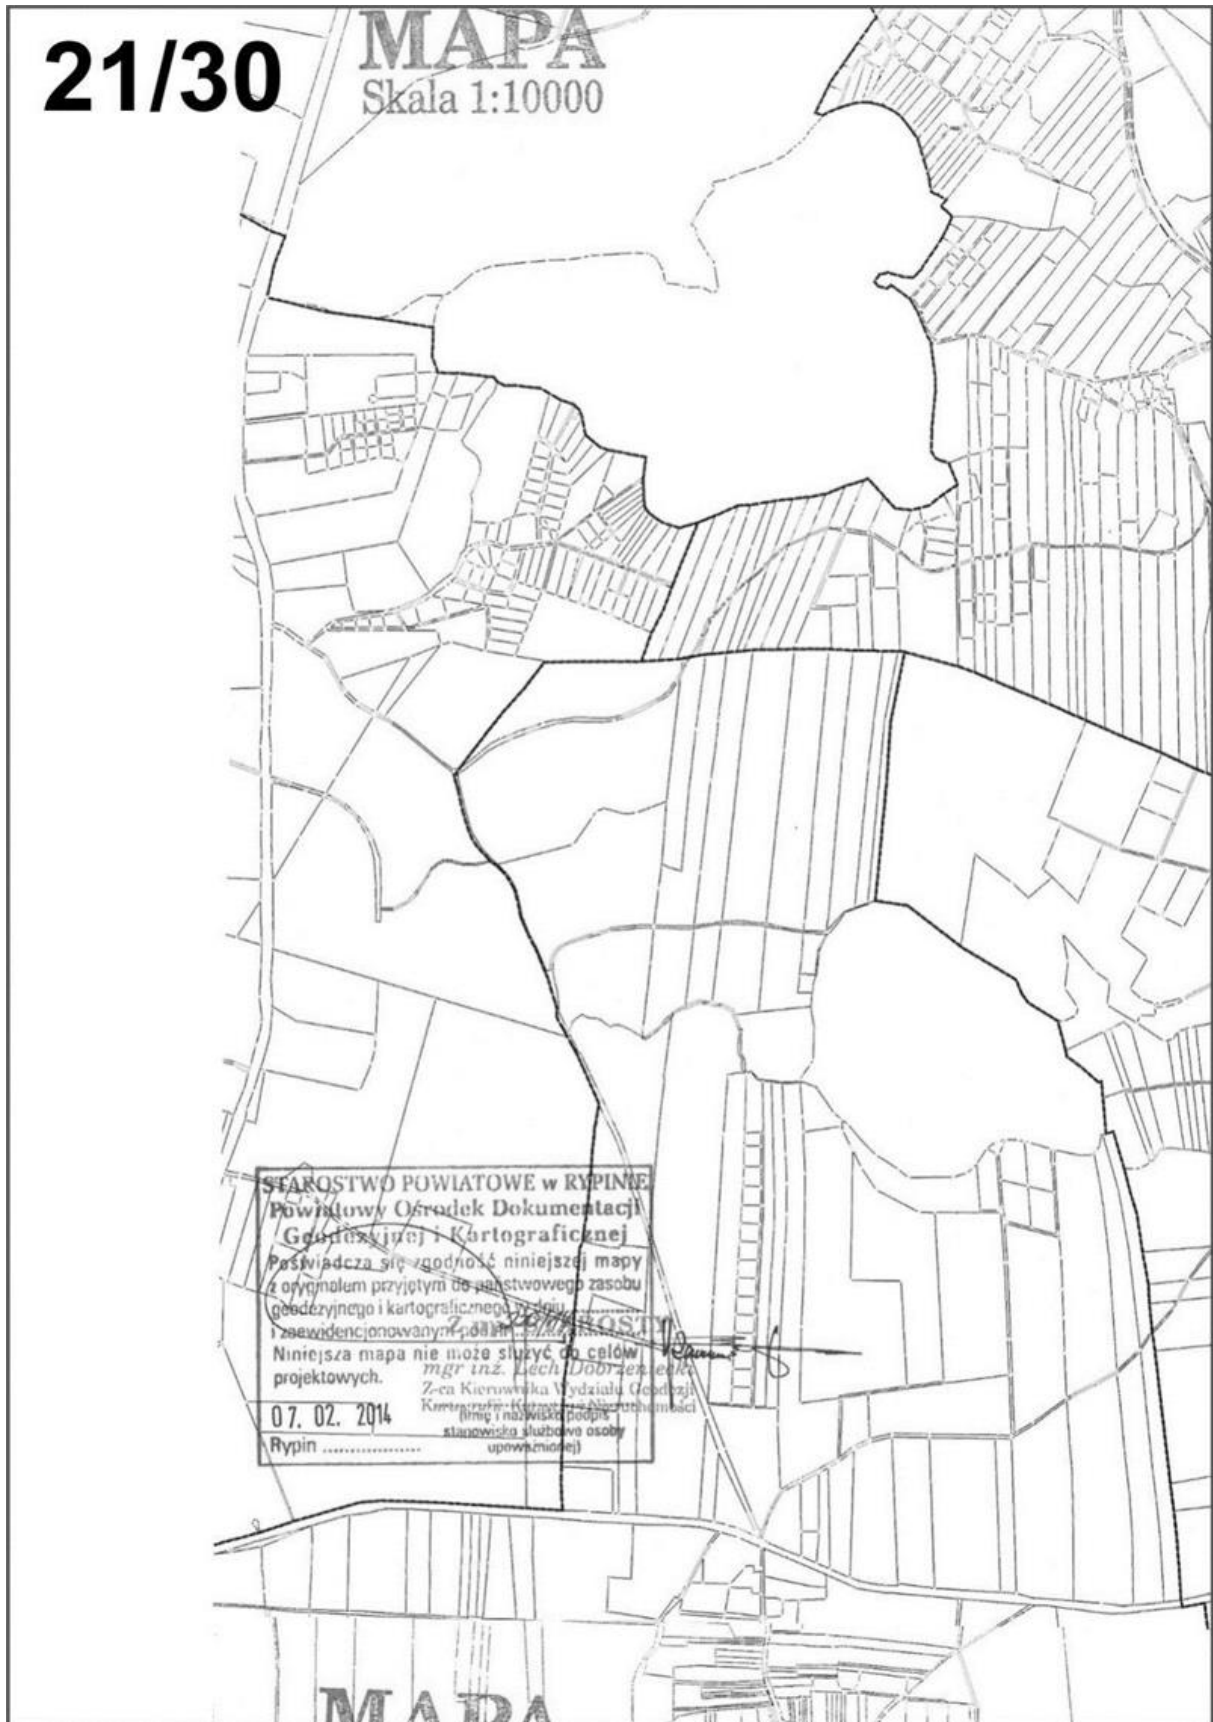 21/30
MAPA
Skala 1:10000
STAROSTWO POWIATOWE w RYPINIE
Powiatowy Ośrodek Dokumentacji
Geodezyjnej i Kartograficznej
Poświadcza się zgodność niniejszej mapy
z oryginałem przyjętym do państwowego zasobu
geodezyjnego i kartograficznego w dniu
i zaewidencjonowanym pod nr
Niniejsza mapa nie może służyć do celów
projektowych.
mgr inż. Lech Dobrzeniecki
Z-ca Kierownika Wydziału Geodezji
07. 02. 2014
(imię i nazwisko podpis
stanowisko służbowe osoby
Rypin ..................
upoważnionej)
MAPA